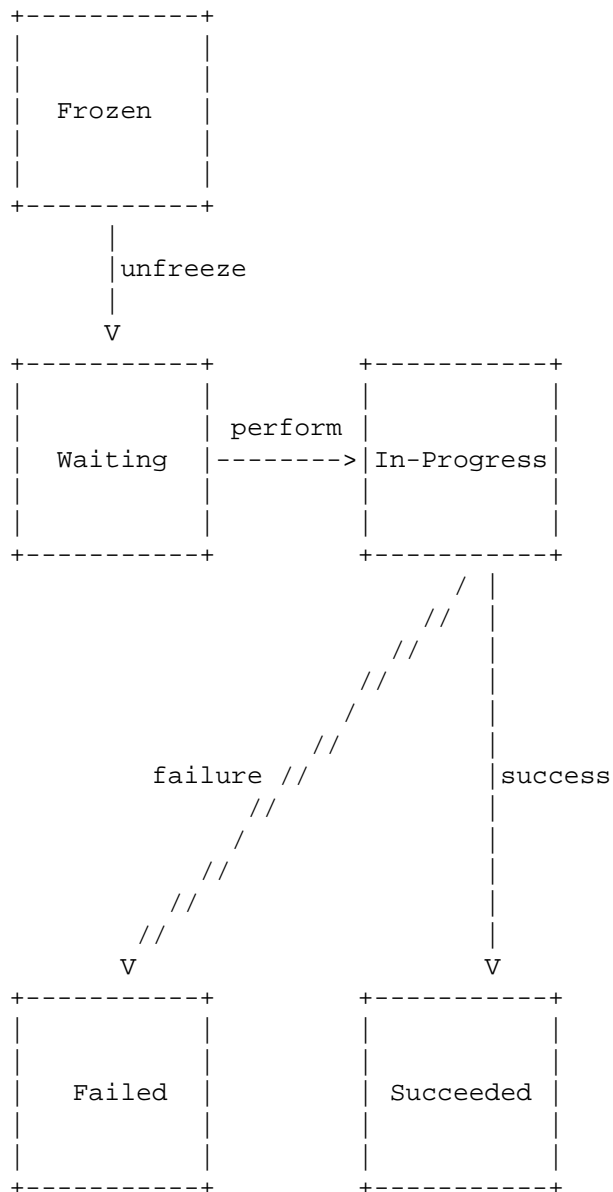 Frozen
unfreeze
perform
Waiting
In-Progress
failure
success
Failed
Succeeded